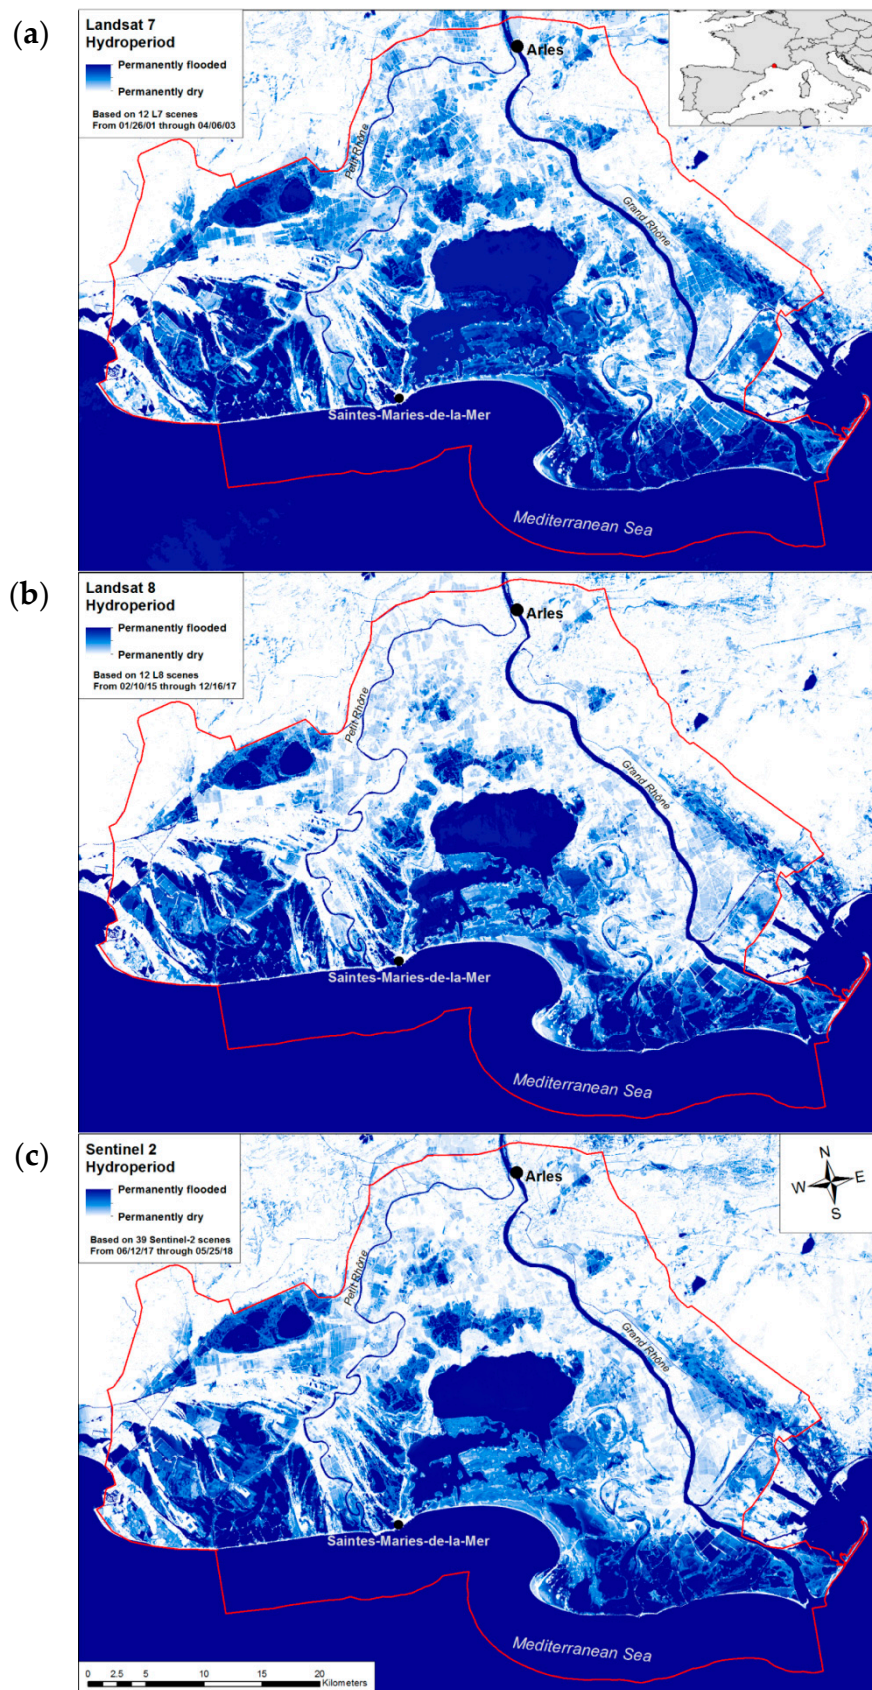 (a)
Landsat 7
Hydroperiod
Permanently flooded
Permanently dry
Based on 12 L7 scenes
From 01/26/01 through 04/06/03
Arles
Petit Rhône
Grand Rhône
Saintes-Maries-de-la-Mer
Mediterranean Sea
(b)
Landsat 8
Hydroperiod
Permanently flooded
Permanently dry
Based on 12 L8 scenes
From 02/10/15 through 12/16/17
Arles
Petit Rhône
Grand Rhône
Saintes-Maries-de-la-Mer
Mediterranean Sea
(c)
Sentinel 2
Hydroperiod
Permanently flooded
Permanently dry
Based on 39 Sentinel-2 scenes
From 06/12/17 through 05/25/18
N
W E
S
Arles
Petit Rhône
Grand Rhône
Saintes-Maries-de-la-Mer
Mediterranean Sea
0 2.5 5 10 15 20
Kilometers